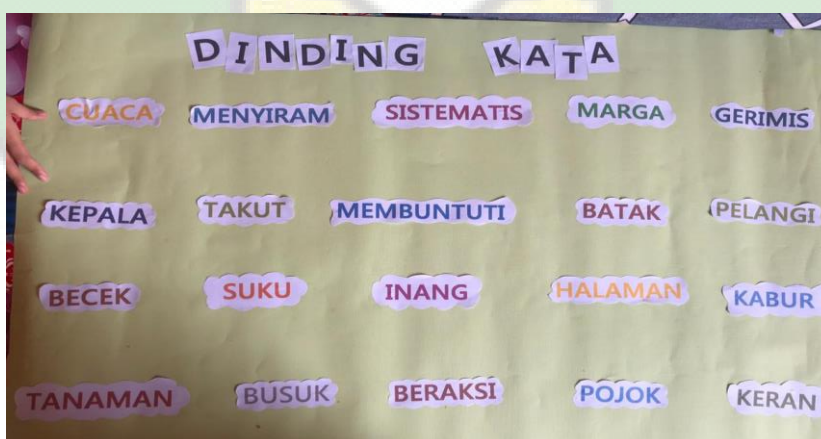 DINDING KATA
CUACA MENYIRAM SISTEMATIS MARGA GERIMIS
KEPALA TAKUT MEMBUNTUTI BATAK PELANGI
BECEK SUKU INANG HALAMAN KABUR
TANAMAN BUSUK BERAKSI POJOK KERAN